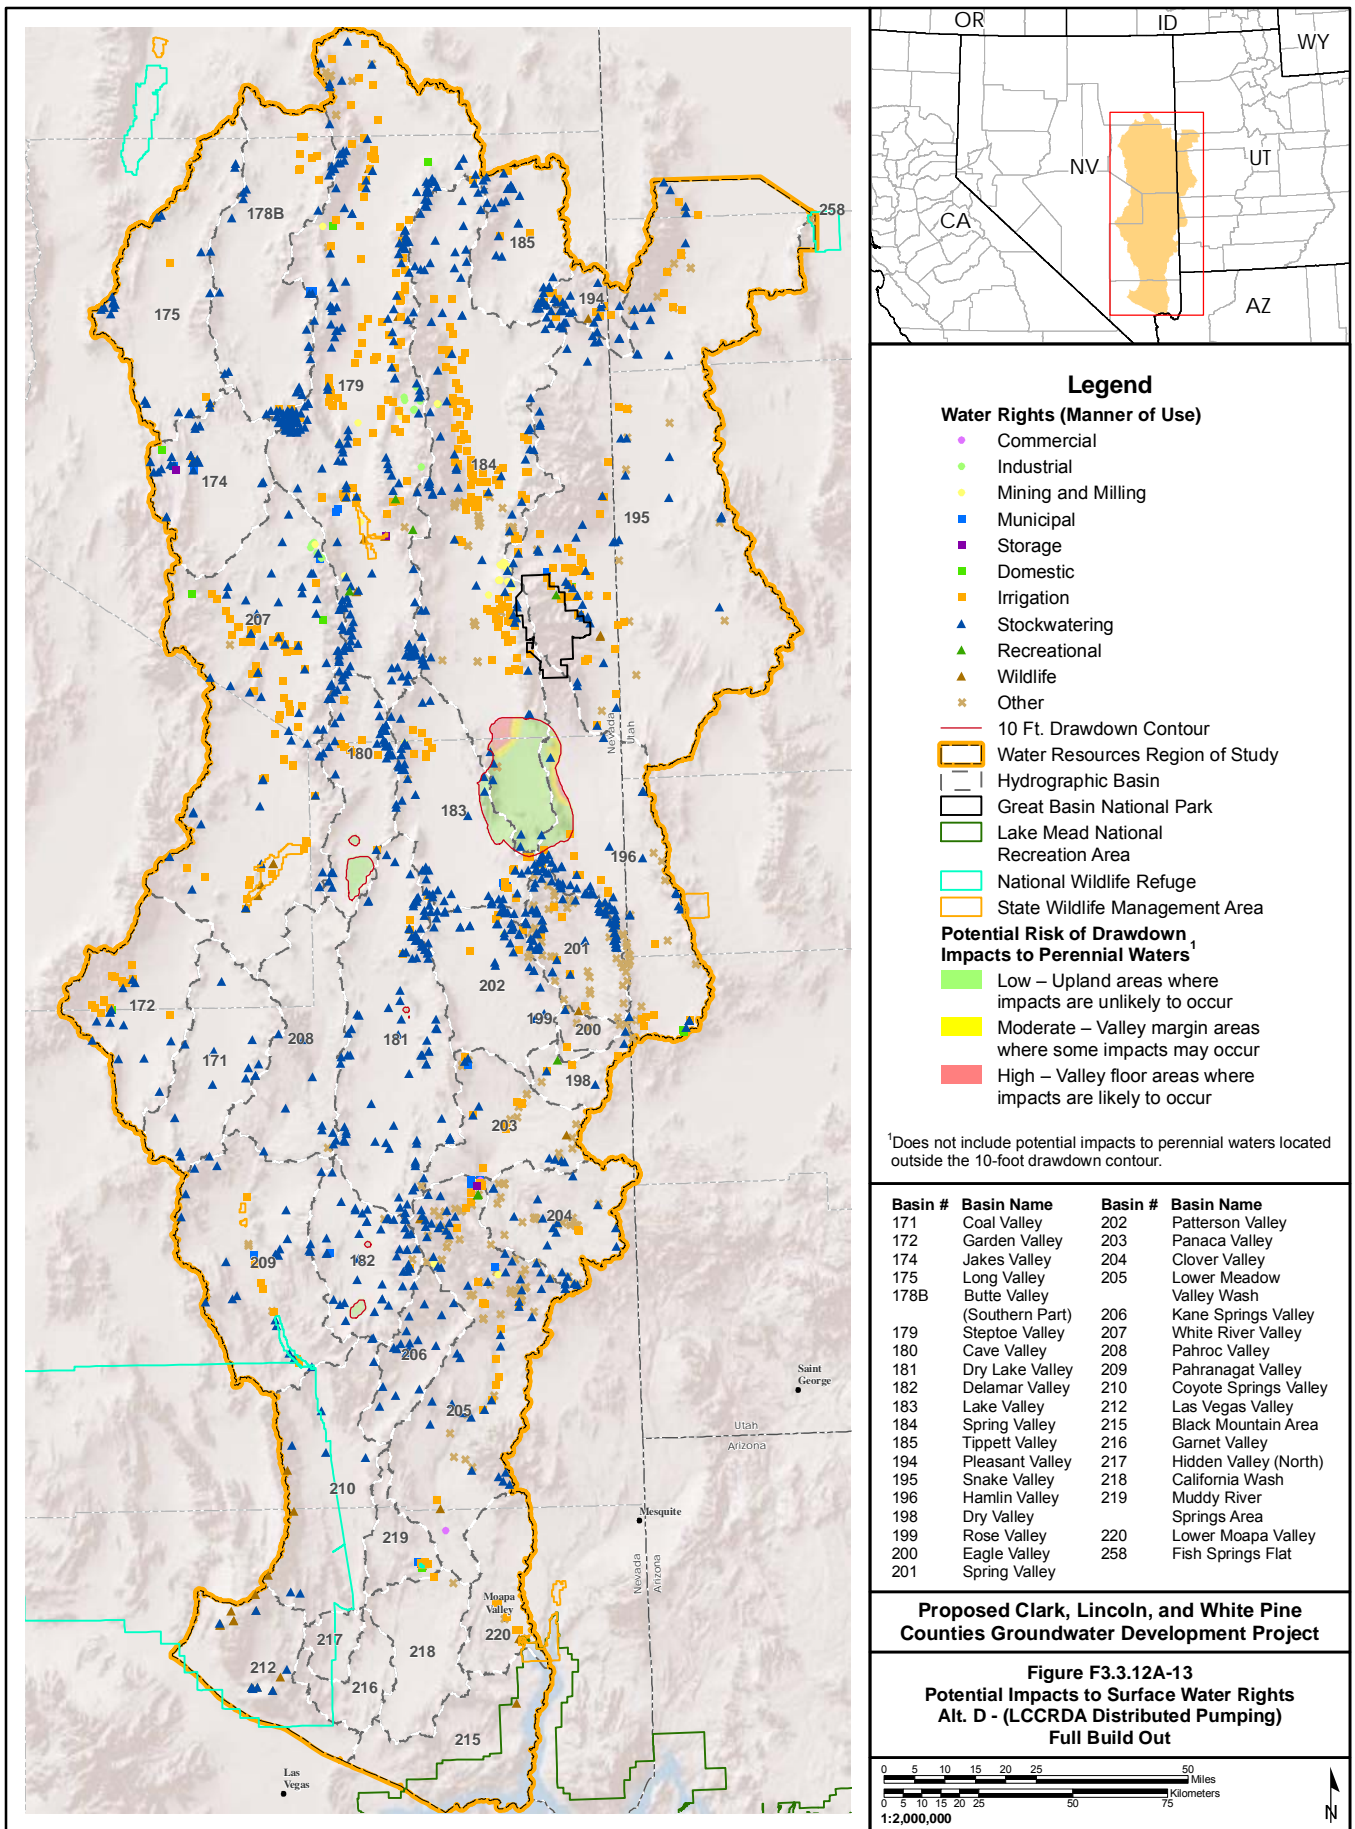 178B
185
258
194
175
179
184
174
195
207
Nevada
Utah
180
183
196
201
202
172
199
200
208
181
171
198
203
204
209
182
206
Saint
George
205
Utah
Arizona
210
Mesquite
219
Nevada
Arizona
Moapa
Valley
217
220
218
212
216
215
Las
Vegas
OR
ID
WY
NV
UT
CA
AZ
Legend
Water Rights (Manner of Use)
Commercial
Industrial
Mining and Milling
Municipal
Storage
Domestic
Irrigation
Stockwatering
Recreational
Wildlife
Other
10 Ft. Drawdown Contour
Water Resources Region of Study
Hydrographic Basin
Great Basin National Park
Lake Mead National
Recreation Area
National Wildlife Refuge
State Wildlife Management Area
Potential Risk of Drawdown
Impacts to Perennial Waters1
Low – Upland areas where
impacts are unlikely to occur
Moderate – Valley margin areas
where some impacts may occur
High – Valley floor areas where
impacts are likely to occur
1Does not include potential impacts to perennial waters located
outside the 10-foot drawdown contour.
Basin # Basin Name Basin # Basin Name
171 Coal Valley 202 Patterson Valley
172 Garden Valley 203 Panaca Valley
174 Jakes Valley 204 Clover Valley
175 Long Valley 205 Lower Meadow
178B Butte Valley Valley Wash
(Southern Part) 206 Kane Springs Valley
179 Steptoe Valley 207 White River Valley
180 Cave Valley 208 Pahroc Valley
181 Dry Lake Valley 209 Pahranagat Valley
182 Delamar Valley 210 Coyote Springs Valley
183 Lake Valley 212 Las Vegas Valley
184 Spring Valley 215 Black Mountain Area
185 Tippett Valley 216 Garnet Valley
194 Pleasant Valley 217 Hidden Valley (North)
195 Snake Valley 218 California Wash
196 Hamlin Valley 219 Muddy River
198 Dry Valley Springs Area
199 Rose Valley 220 Lower Moapa Valley
200 Eagle Valley 258 Fish Springs Flat
201 Spring Valley
Proposed Clark, Lincoln, and White Pine
Counties Groundwater Development Project
Figure F3.3.12A-13
Potential Impacts to Surface Water Rights
Alt. D - (LCCRDA Distributed Pumping)
Full Build Out
0 5 10 15 20 25 50
Miles
Kilometers
0 5 10 15 20 25 50 75
1:2,000,000
N